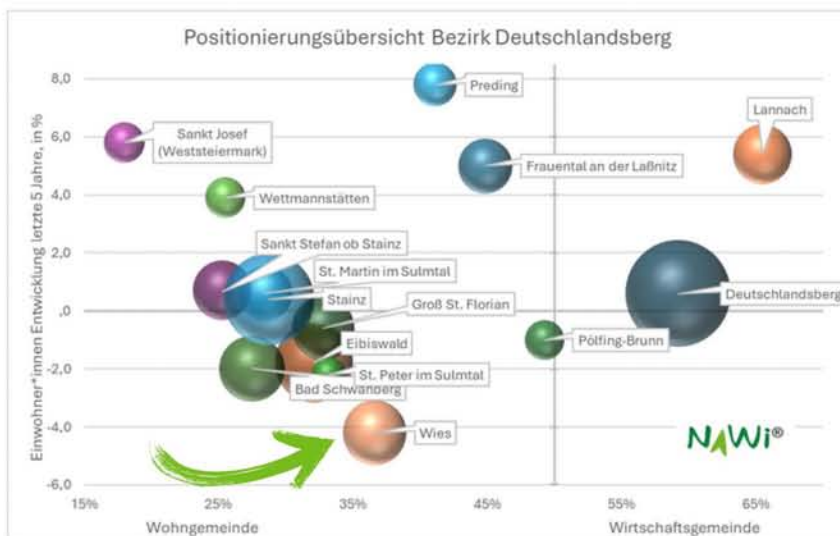 Positionierungsübersicht Bezirk Deutschlandsberg
Einwohner*innen Entwicklung letzte 5 Jahre, in %
8,0
6,0
4,0
2,0
,0
-2,0
-4,0
-6,0
Preding
Lannach
Sankt Josef
(Weststeiermark)
Frauental an der Laßnitz
Wettmannstätten
Sankt Stefan ob Stainz
St. Martin im Sulmtal
Stainz
Deutschlandsberg
Groß St. Florian
Eibiswald
Pölfing-Brunn
St. Peter im Sulmtal
Bad Schwanberg
Wies
NAWi®
15%
25%
35%
45%
55%
65%
Wohngemeinde
Wirtschaftsgemeinde